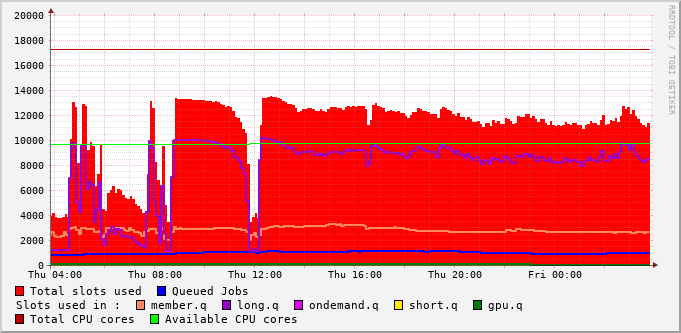 RRDTOOL / TOBI OETIKER
20000
18000
16000
14000
12000
10000
8000
6000
4000
2000
0
Thu 04:00 Thu 08:00 Thu 12:00 Thu 16:00 Thu 20:00 Fri 00:00
Total slots used Queued Jobs
Slots used in : member.q long.q ondemand.q short.q gpu.q
Total CPU cores Available CPU cores